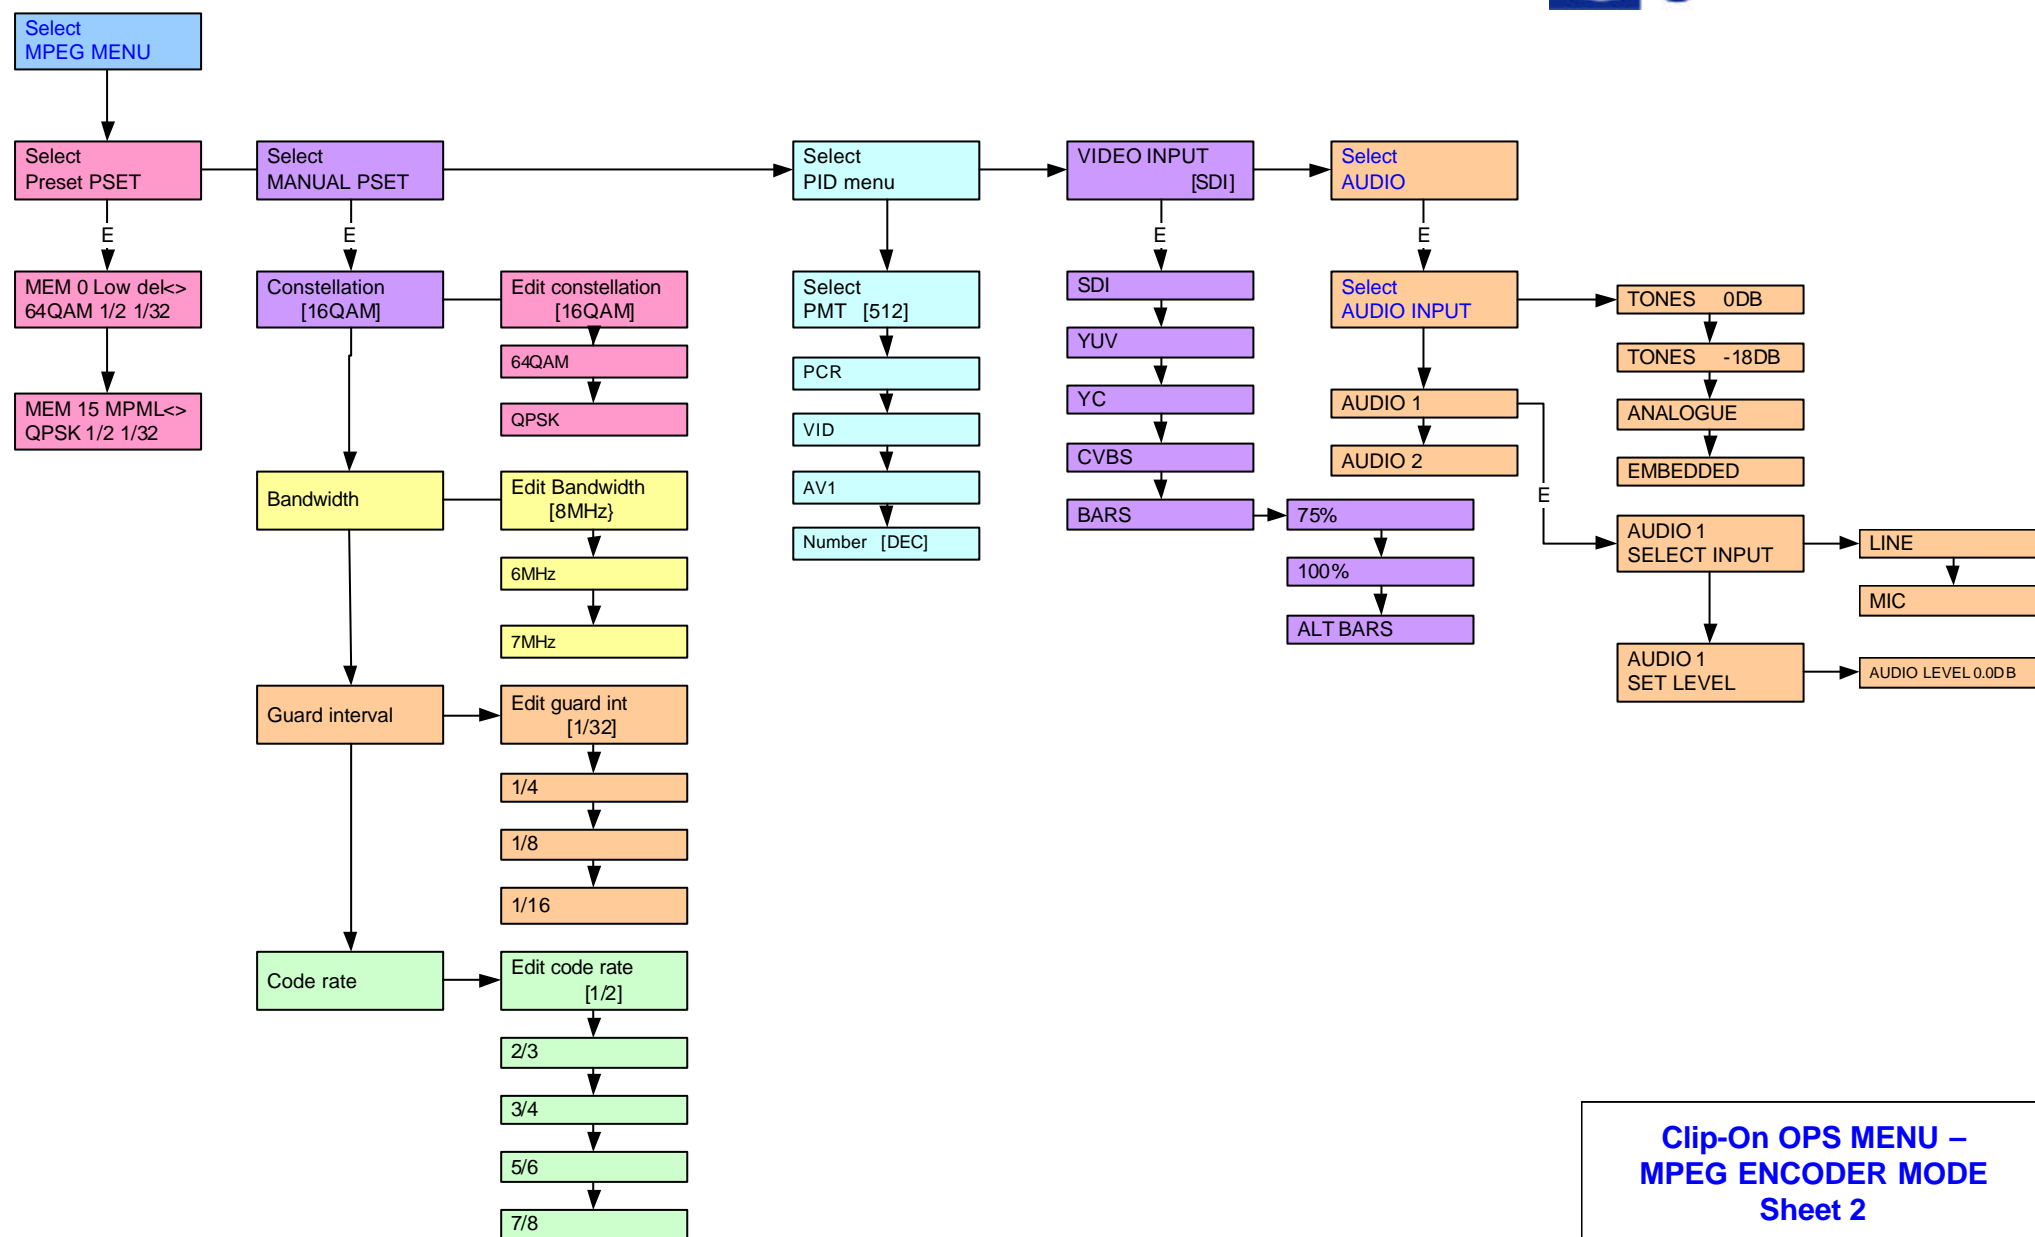 Select
MPEG MENU
Select
Preset PSET
E
MEM 0 Low del<>
64QAM 1/2 1/32
MEM 15 MPML<>
QPSK 1/2 1/32
Select
MANUAL PSET
E
Constellation
[16QAM]
Edit constellation
[16QAM]
64QAM
QPSK
Bandwidth
Edit Bandwidth
[8MHz}
6MHz
7MHz
Guard interval
Edit guard int
[1/32]
1/4
1/8
1/16
Code rate
Edit code rate
[1/2]
2/3
3/4
5/6
7/8
Select
PID menu
Select
PMT [512]
PCR
VID
AV1
Number [DEC]
VIDEO INPUT
[SDI]
E
SDI
YUV
YC
CVBS
BARS
75%
100%
ALT BARS
Select
AUDIO
E
Select
AUDIO INPUT
AUDIO 1
AUDIO 2
TONES 0DB
TONES -18DB
ANALOGUE
EMBEDDED
E
AUDIO 1
SELECT INPUT
LINE
MIC
AUDIO 1
SET LEVEL
AUDIO LEVEL 0.0DB
Clip-On OPS MENU –
MPEG ENCODER MODE
Sheet 2